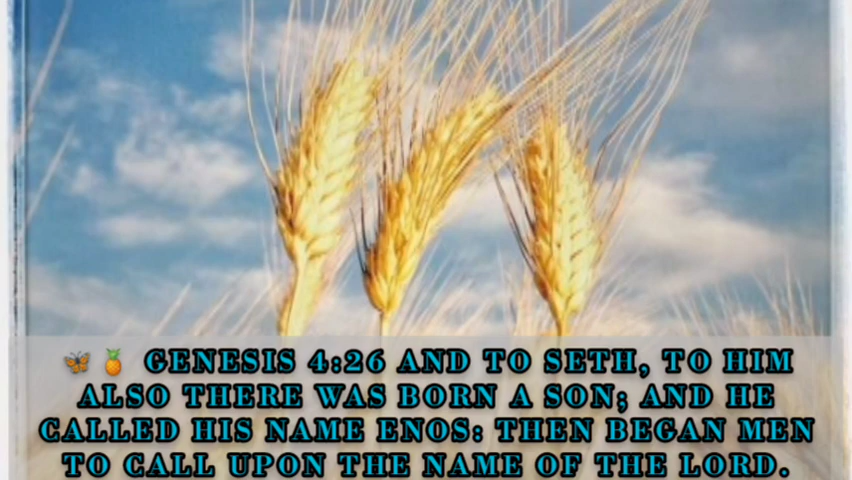 🦋🍍 GENESIS 4:26 AND TO SETH, TO HIM
ALSO THERE WAS BORN A SON; AND HE
CALLED HIS NAME ENOS: THEN BEGAN MEN
TO CALL UPON THE NAME OF THE LORD.